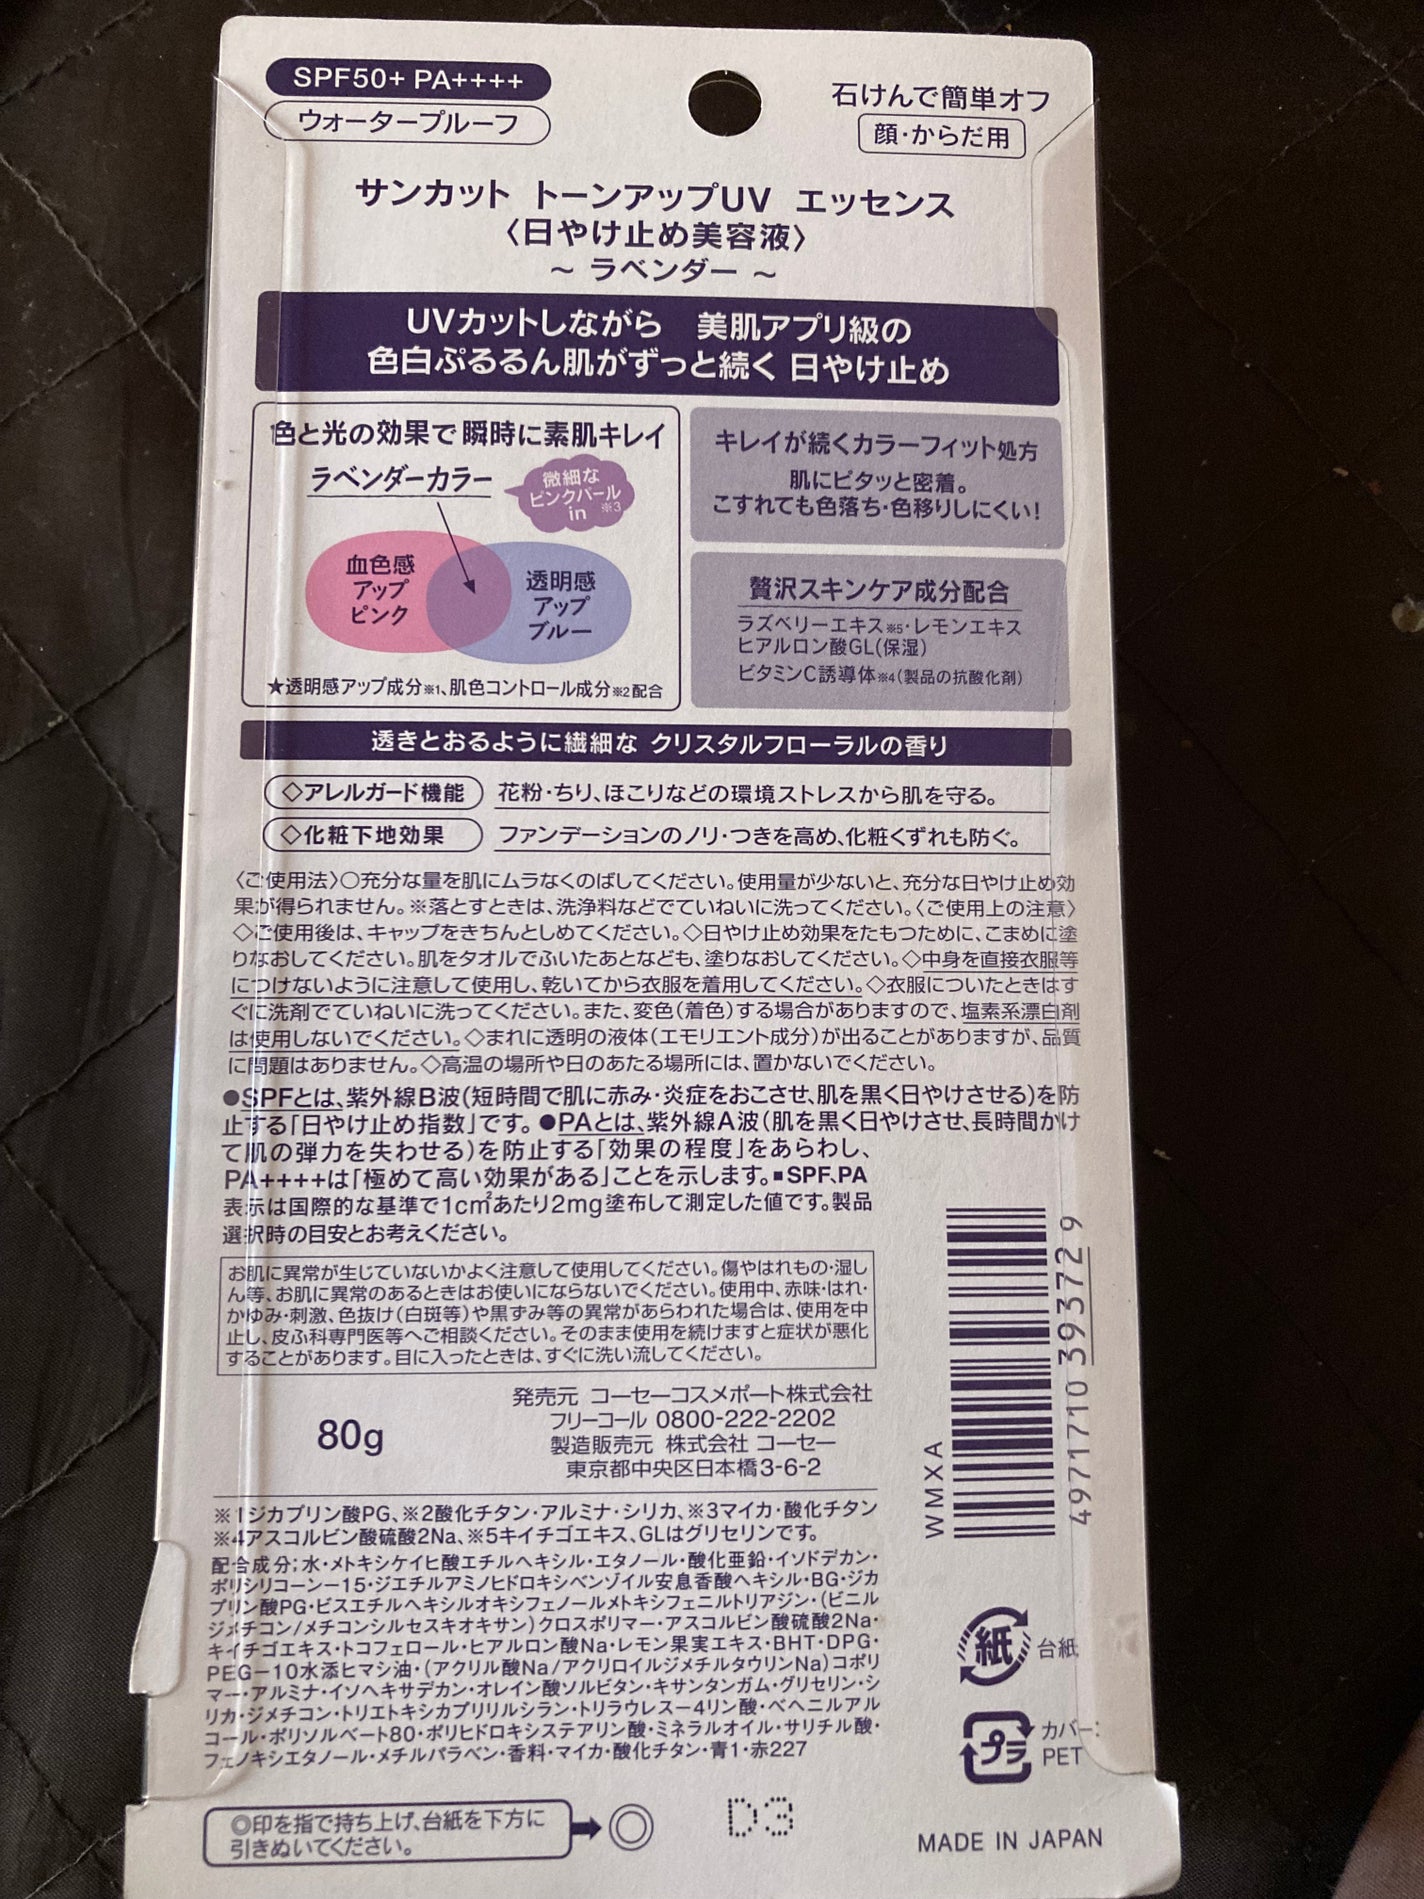 SPF50+ PA++++
ウォータープルーフ
石けんで簡単オフ
顔・からだ用
サンカット トーンアップUV エッセンス
〈日やけ止め美容液〉
～ ラベンダー ～
UVカットしながら 美肌アプリ級の
色白ぷるるん肌がずっと続く 日やけ止め
色と光の効果で 瞬時に素肌キレイ
ラベンダーカラー
微細な
ピンクパール
in ※3
血色感
アップ
ピンク
透明感
アップ
ブルー
★透明感アップ成分※1、肌色コントロール成分※2配合
キレイが続くカラーフィット処方
肌にピタッと密着。
こすれても色落ち・色移りしにくい!
贅沢スキンケア成分配合
ラズベリーエキス※5・レモンエキス
ヒアルロン酸GL(保湿)
ビタミンC誘導体※4(製品の抗酸化剤)
透きとおるように繊細な クリスタルフローラルの香り
◇アレルガード機能 花粉・ちり、ほこりなどの環境ストレスから肌を守る。
◇化粧下地効果 ファンデーションのノリ・つきを高め、化粧くずれも防ぐ。
〈ご使用法〉○充分な量を肌にムラなくのばしてください。使用量が少ないと、充分な日やけ止め効
果が得られません。※落とすときは、洗浄料などでていねいに洗ってください。〈ご使用上の注意〉
◇ご使用後は、キャップをきちんとしめてください。◇日やけ止め効果をたもつために、こまめに塗
りなおしてください。肌をタオルでふいたあとなども、塗りなおしてください。◇中身を直接衣服等
につけないように注意して使用し、乾いてから衣服を着用してください。◇衣服についたときはす
ぐに洗剤でていねいに洗ってください。また、変色(着色)する場合がありますので、塩素系漂白剤
は使用しないでください。◇まれに透明の液体(エモリエント成分)が出ることがありますが、品質
に問題はありません。◇高温の場所や日のあたる場所には、置かないでください。
●SPFとは、紫外線B波(短時間で肌に赤み・炎症をおこさせ、肌を黒く日やけさせる)を防
止する「日やけ止め指数」です。●PAとは、紫外線A波(肌を黒く日やけさせ、長時間かけ
て肌の弾力を失わせる)を防止する「効果の程度」をあらわし、
PA++++は「極めて高い効果がある」ことを示します。■SPF、PA
表示は国際的な基準で1c㎡あたり2mg塗布して測定した値です。製品
選択時の目安とお考えください。
お肌に異常が生じていないかよく注意して使用してください。傷やはれもの・湿し
ん等、お肌に異常のあるときはお使いにならないでください。使用中、赤味・はれ・
かゆみ・刺激、色抜け(白斑等)や黒ずみ等の異常があらわれた場合は、使用を中
止し、皮ふ科専門医等へご相談ください。そのまま使用を続けますと症状が悪化
することがあります。目に入ったときは、すぐに洗い流してください。
80g
発売元 コーセーコスメポート株式会社
フリーコール 0800-222-2202
製造販売元 株式会社 コーセー
東京都中央区日本橋3-6-2
WMXA
4971710 393729
※1ジカプリン酸PG、※2酸化チタン・アルミナ・シリカ、※3マイカ・酸化チタン
※4アスコルビン酸硫酸2Na、※5キイチゴエキス、GLはグリセリンです。
配合成分；水・メトキシケイヒ酸エチルヘキシル・エタノール・酸化亜鉛・イソドデカン・
ポリシリコーンー15・ジエチルアミノヒドロキシベンゾイル安息香酸ヘキシル・BG・ジカ
プリン酸PG・ビスエチルヘキシルオキシフェノールメトキシフェニルトリアジン・(ビニル
ジメチコン/メチコンシルセスキオキサン)クロスポリマー・アスコルビン酸硫酸2Na・
キイチゴエキス・トコフェロール・ヒアルロン酸Na・レモン果実エキス・BHT・DPG・
PEGー10水添ヒマシ油・(アクリル酸Na/アクリロイルジメチルタウリンNa)コポリ
マー・アルミナ・イソヘキサデカン・オレイン酸ソルビタン・キサンタンガム・グリセリン・シ
リカ・ジメチコン・トリエトキシカプリリルシラン・トリラウレスー4リン酸・ベヘニルアル
コール・ポリソルベート80・ポリヒドロキシステアリン酸・ミネラルオイル・サリチル酸・
フェノキシエタノール・メチルパラベン・香料・マイカ・酸化チタン・青1・赤227
紙 台紙
プラ カバー:
PET
◎印を指で持ち上げ、台紙を下方に
引きぬいてください。
D3
MADE IN JAPAN